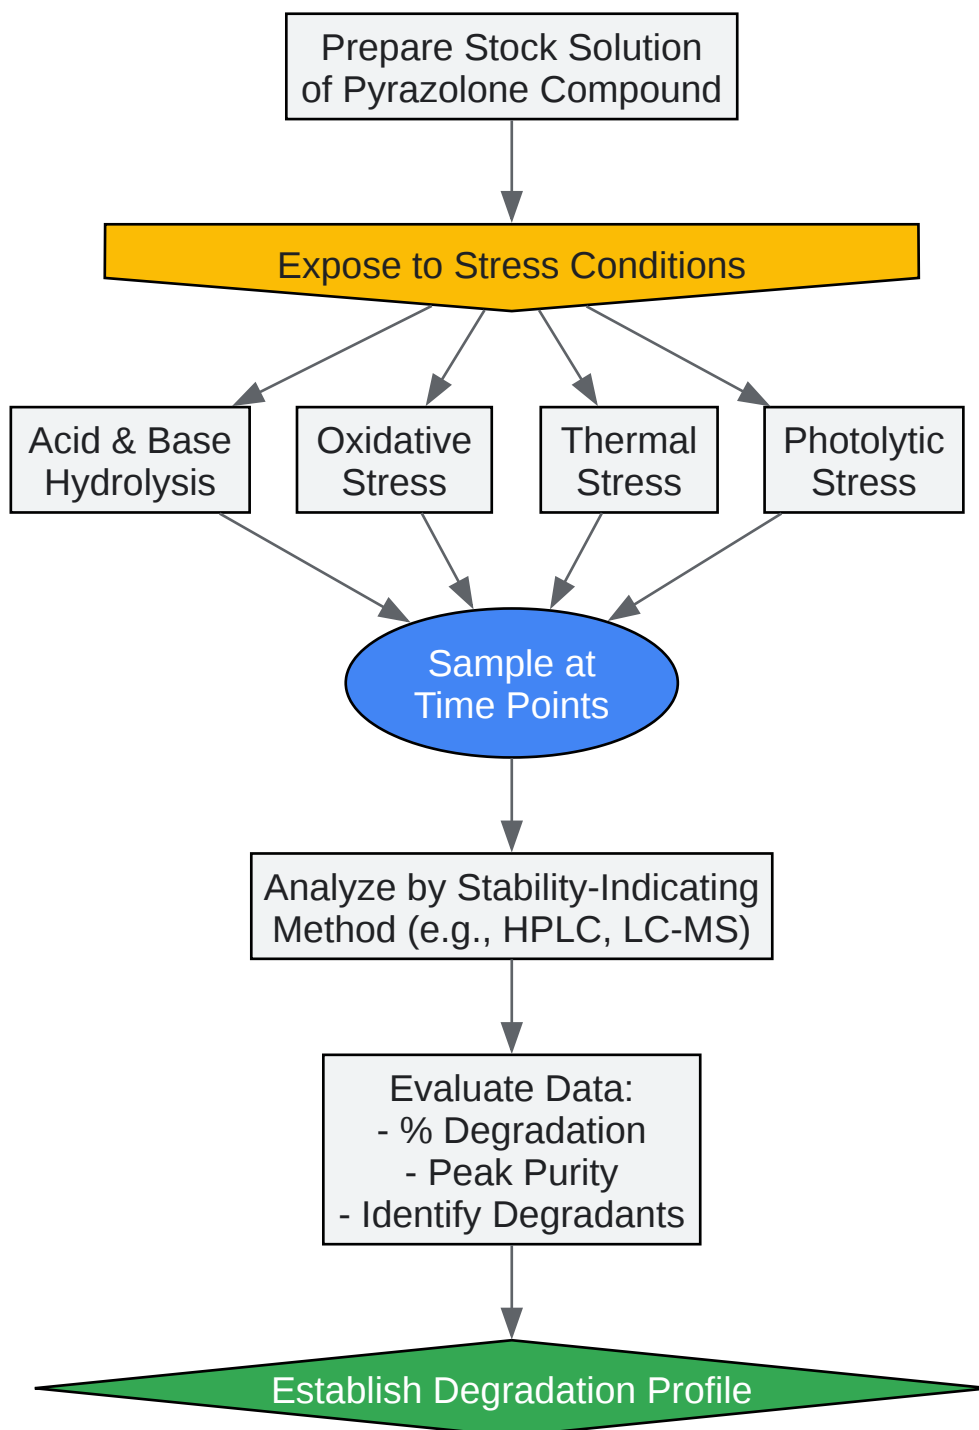 Prepare Stock Solution
of Pyrazolone Compound
Expose to Stress Conditions
Acid & Base
Hydrolysis
Oxidative
Stress
Thermal
Stress
Photolytic
Stress
Sample at
Time Points
Analyze by Stability-Indicating
Method (e.g., HPLC, LC-MS)
Evaluate Data:
- % Degradation
- Peak Purity
- Identify Degradants
Establish Degradation Profile